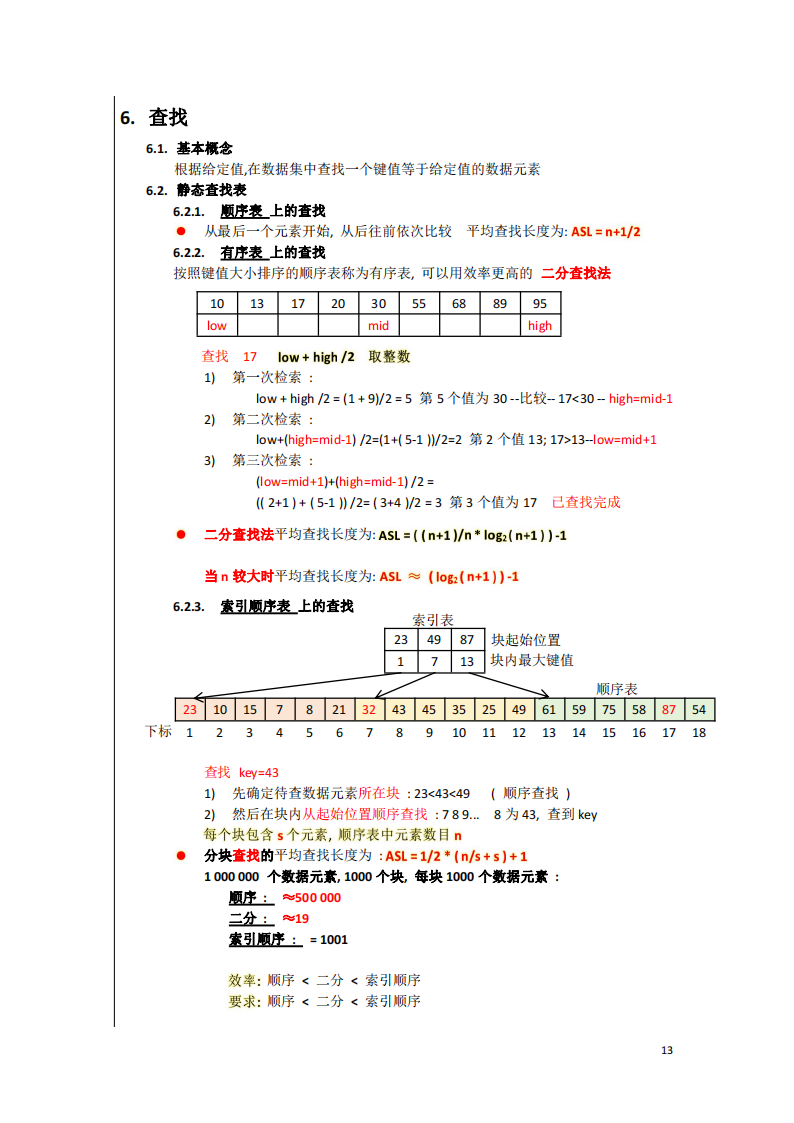 6. 查找
6.1. 基本概念
根据给定值,在数据集中查找一个键值等于给定值的数据元素
6.2. 静态查找表
6.2.1. 顺序表 上的查找
● 从最后一个元素开始, 从后往前依次比较 平均查找长度为: ASL = n+1/2
6.2.2. 有序表 上的查找
按照键值大小排序的顺序表称为有序表, 可以用效率更高的 二分查找法
10 13 17 20 30 55 68 89 95
low mid high
查找 17 low + high /2 取整数
1) 第一次检索 :
low + high /2 = (1 + 9)/2 = 5 第 5 个值为 30 --比较-- 17<30 -- high=mid-1
2) 第二次检索 :
low+(high=mid-1) /2=(1+( 5-1 ))/2=2 第 2 个值 13; 17>13--low=mid+1
3) 第三次检索 :
(low=mid+1)+(high=mid-1) /2 =
(( 2+1 ) + ( 5-1 )) /2= ( 3+4 )/2 = 3 第 3 个值为 17 已查找完成
● 二分查找法平均查找长度为: ASL = ( ( n+1 )/n * log₂ ( n+1 ) ) -1
当 n 较大时平均查找长度为: ASL ≈ ( log₂ ( n+1 ) ) -1
6.2.3. 索引顺序表 上的查找
索引表
23 49 87 块起始位置
1 7 13 块内最大键值
顺序表
23 10 15 7 8 21 32 43 45 35 25 49 61 59 75 58 87 54
下标 1 2 3 4 5 6 7 8 9 10 11 12 13 14 15 16 17 18
查找 key=43
1) 先确定待查数据元素所在块 : 23<43<49 ( 顺序查找 )
2) 然后在块内从起始位置顺序查找 : 7 8 9... 8 为 43, 查到 key
每个块包含 s 个元素, 顺序表中元素数目 n
● 分块查找的平均查找长度为 : ASL = 1/2 * ( n/s + s ) + 1
1 000 000 个数据元素, 1000 个块, 每块 1000 个数据元素 :
顺序 : ≈500 000
二分 : ≈19
索引顺序 : = 1001
效率: 顺序 < 二分 < 索引顺序
要求: 顺序 < 二分 < 索引顺序
13